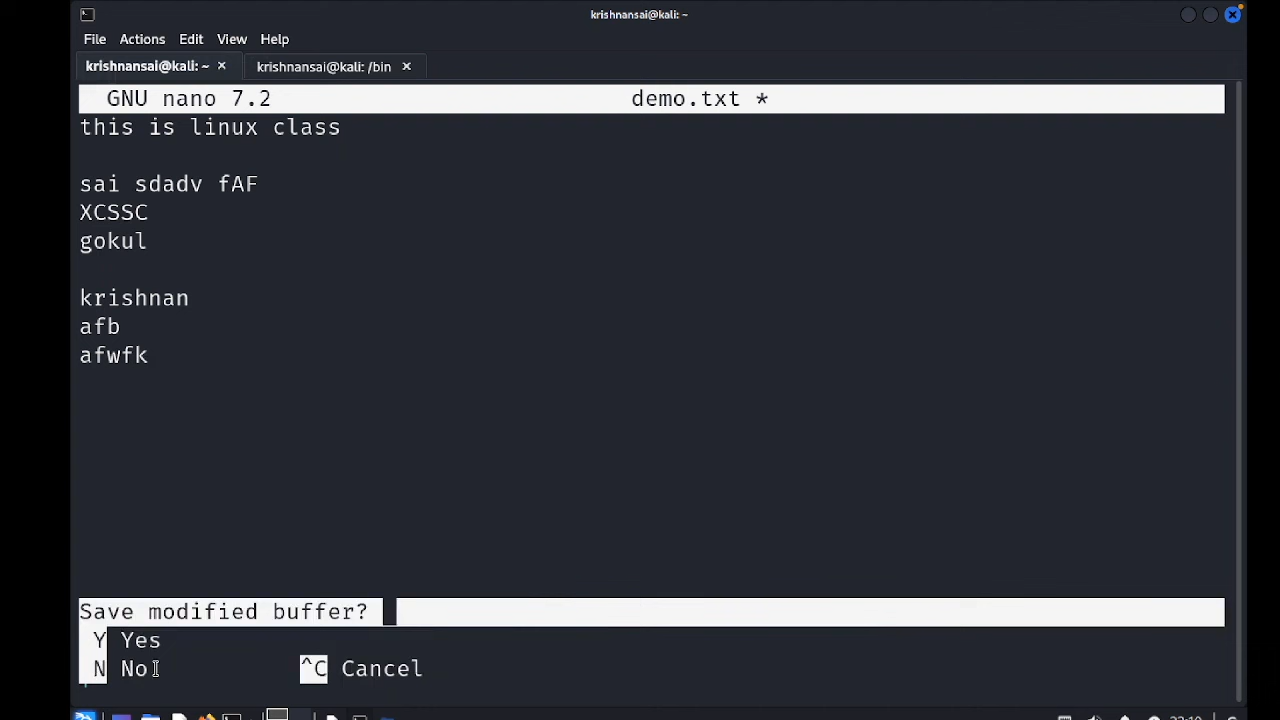 krishnansai@kali: ~
File Actions Edit View Help
krishnansai@kali: ~ × krishnansai@kali: /bin ×
GNU nano 7.2 demo.txt *
this is linux class
sai sdadv fAF
XCSSC
gokul
krishnan
afb
afwfk
Save modified buffer?
Y Yes
N No ^C Cancel